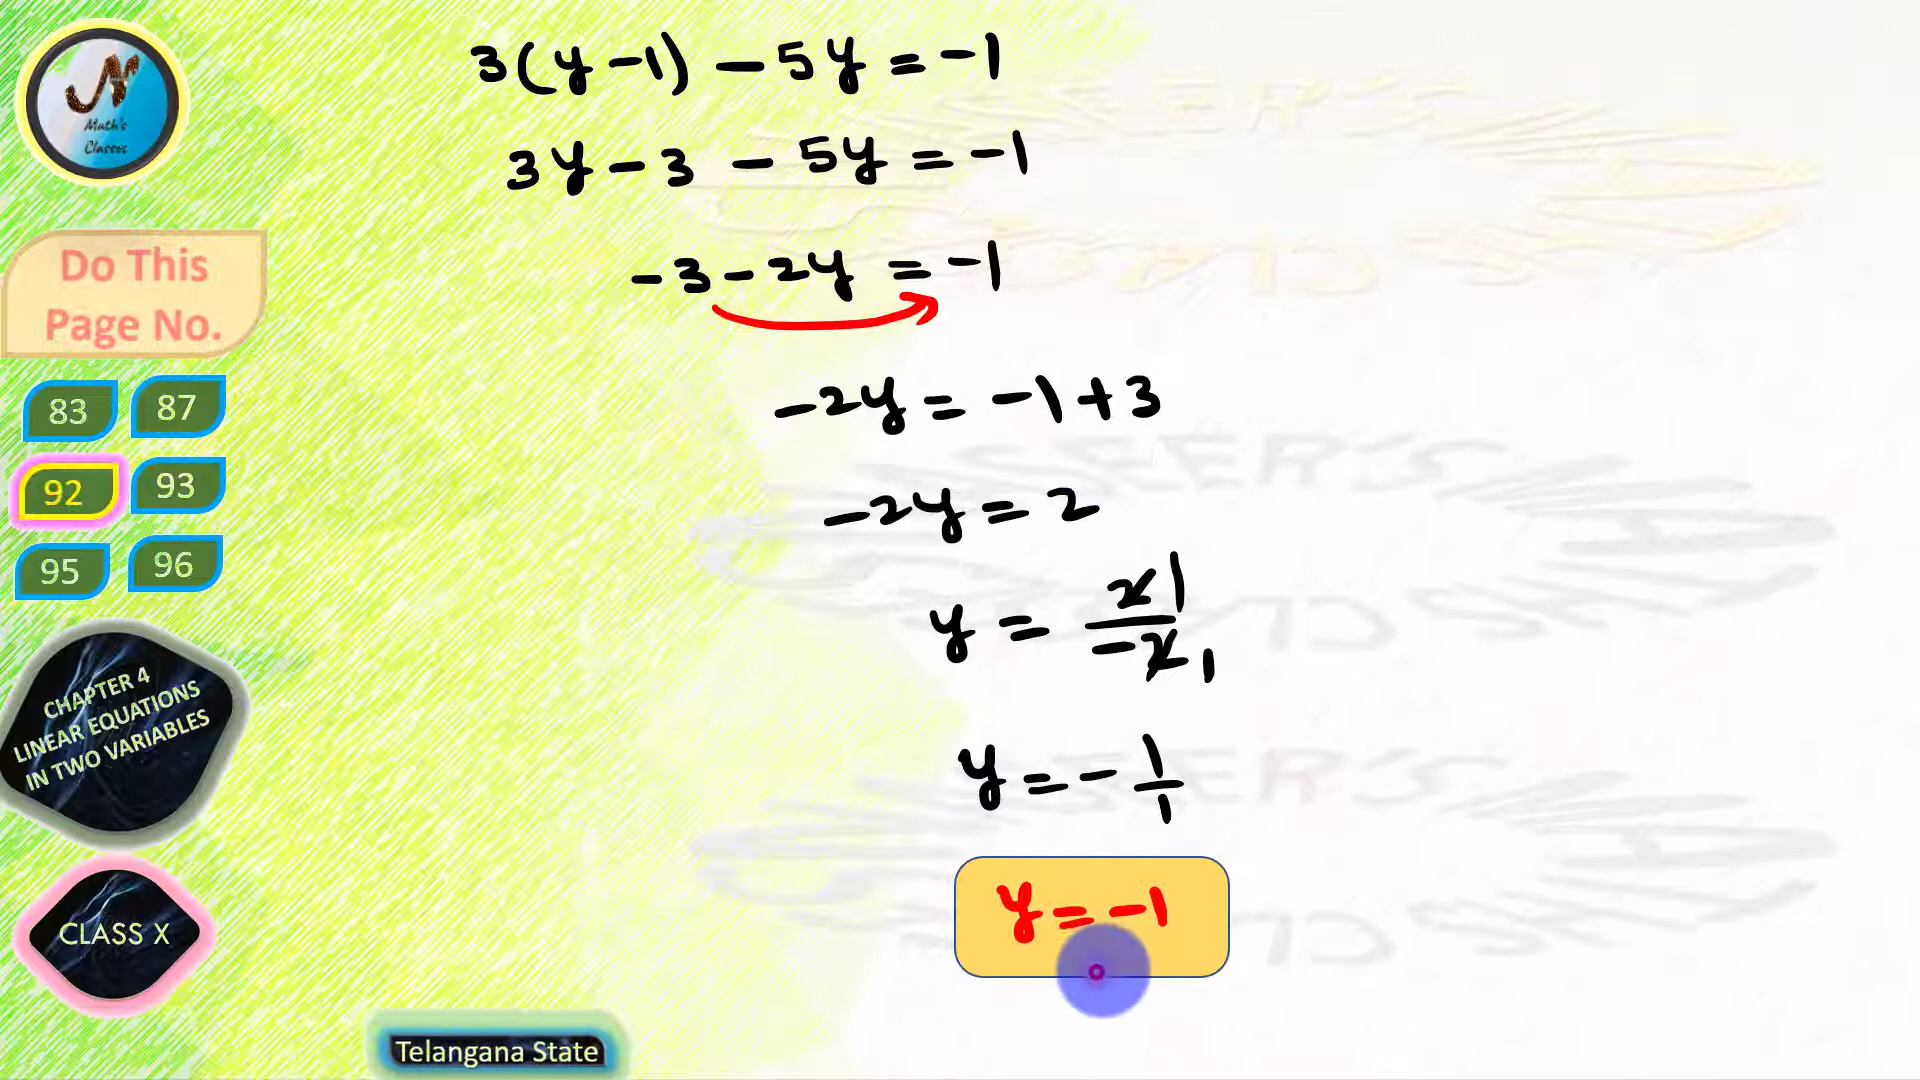 N
Math's
Classes
Do This
Page No.
83 87
92 93
95 96
CHAPTER 4
LINEAR EQUATIONS
IN TWO VARIABLES
CLASS X
3(y-1) - 5y = -1
3y - 3 - 5y = -1
-3 - 2y = -1
-2y = -1 + 3
-2y = 2
y = 2 1 / -2 1
y = - 1/1
y = -1
Telangana State